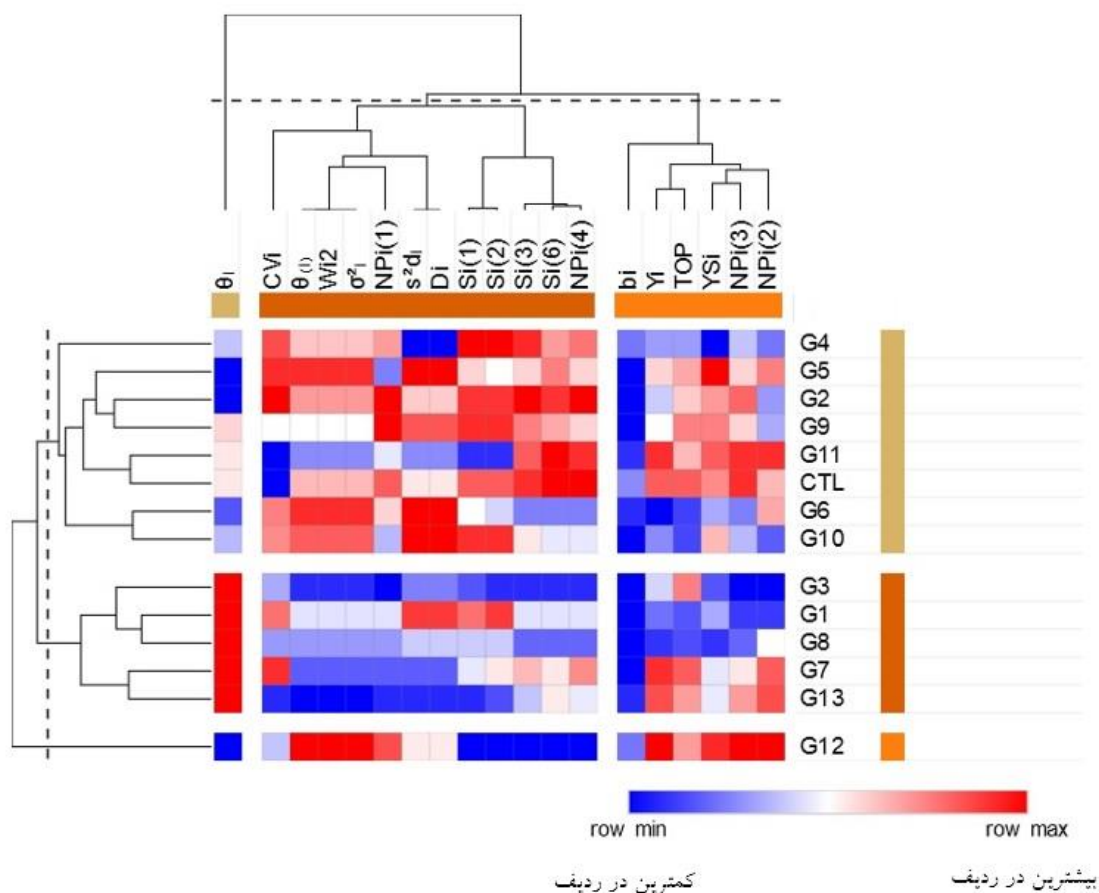 θᵢ
CVi
θ₍ᵢ₎
Wi2
σ²ᵢ
NPi(1)
s²dᵢ
Di
Si(1)
Si(2)
Si(3)
Si(6)
NPi(4)
bi
Yi
TOP
YSi
NPi(3)
NPi(2)
G4
G5
G2
G9
G11
CTL
G6
G10
G3
G1
G8
G7
G13
G12
row min row max
کمترین در ردیف بیشترین در ردیف